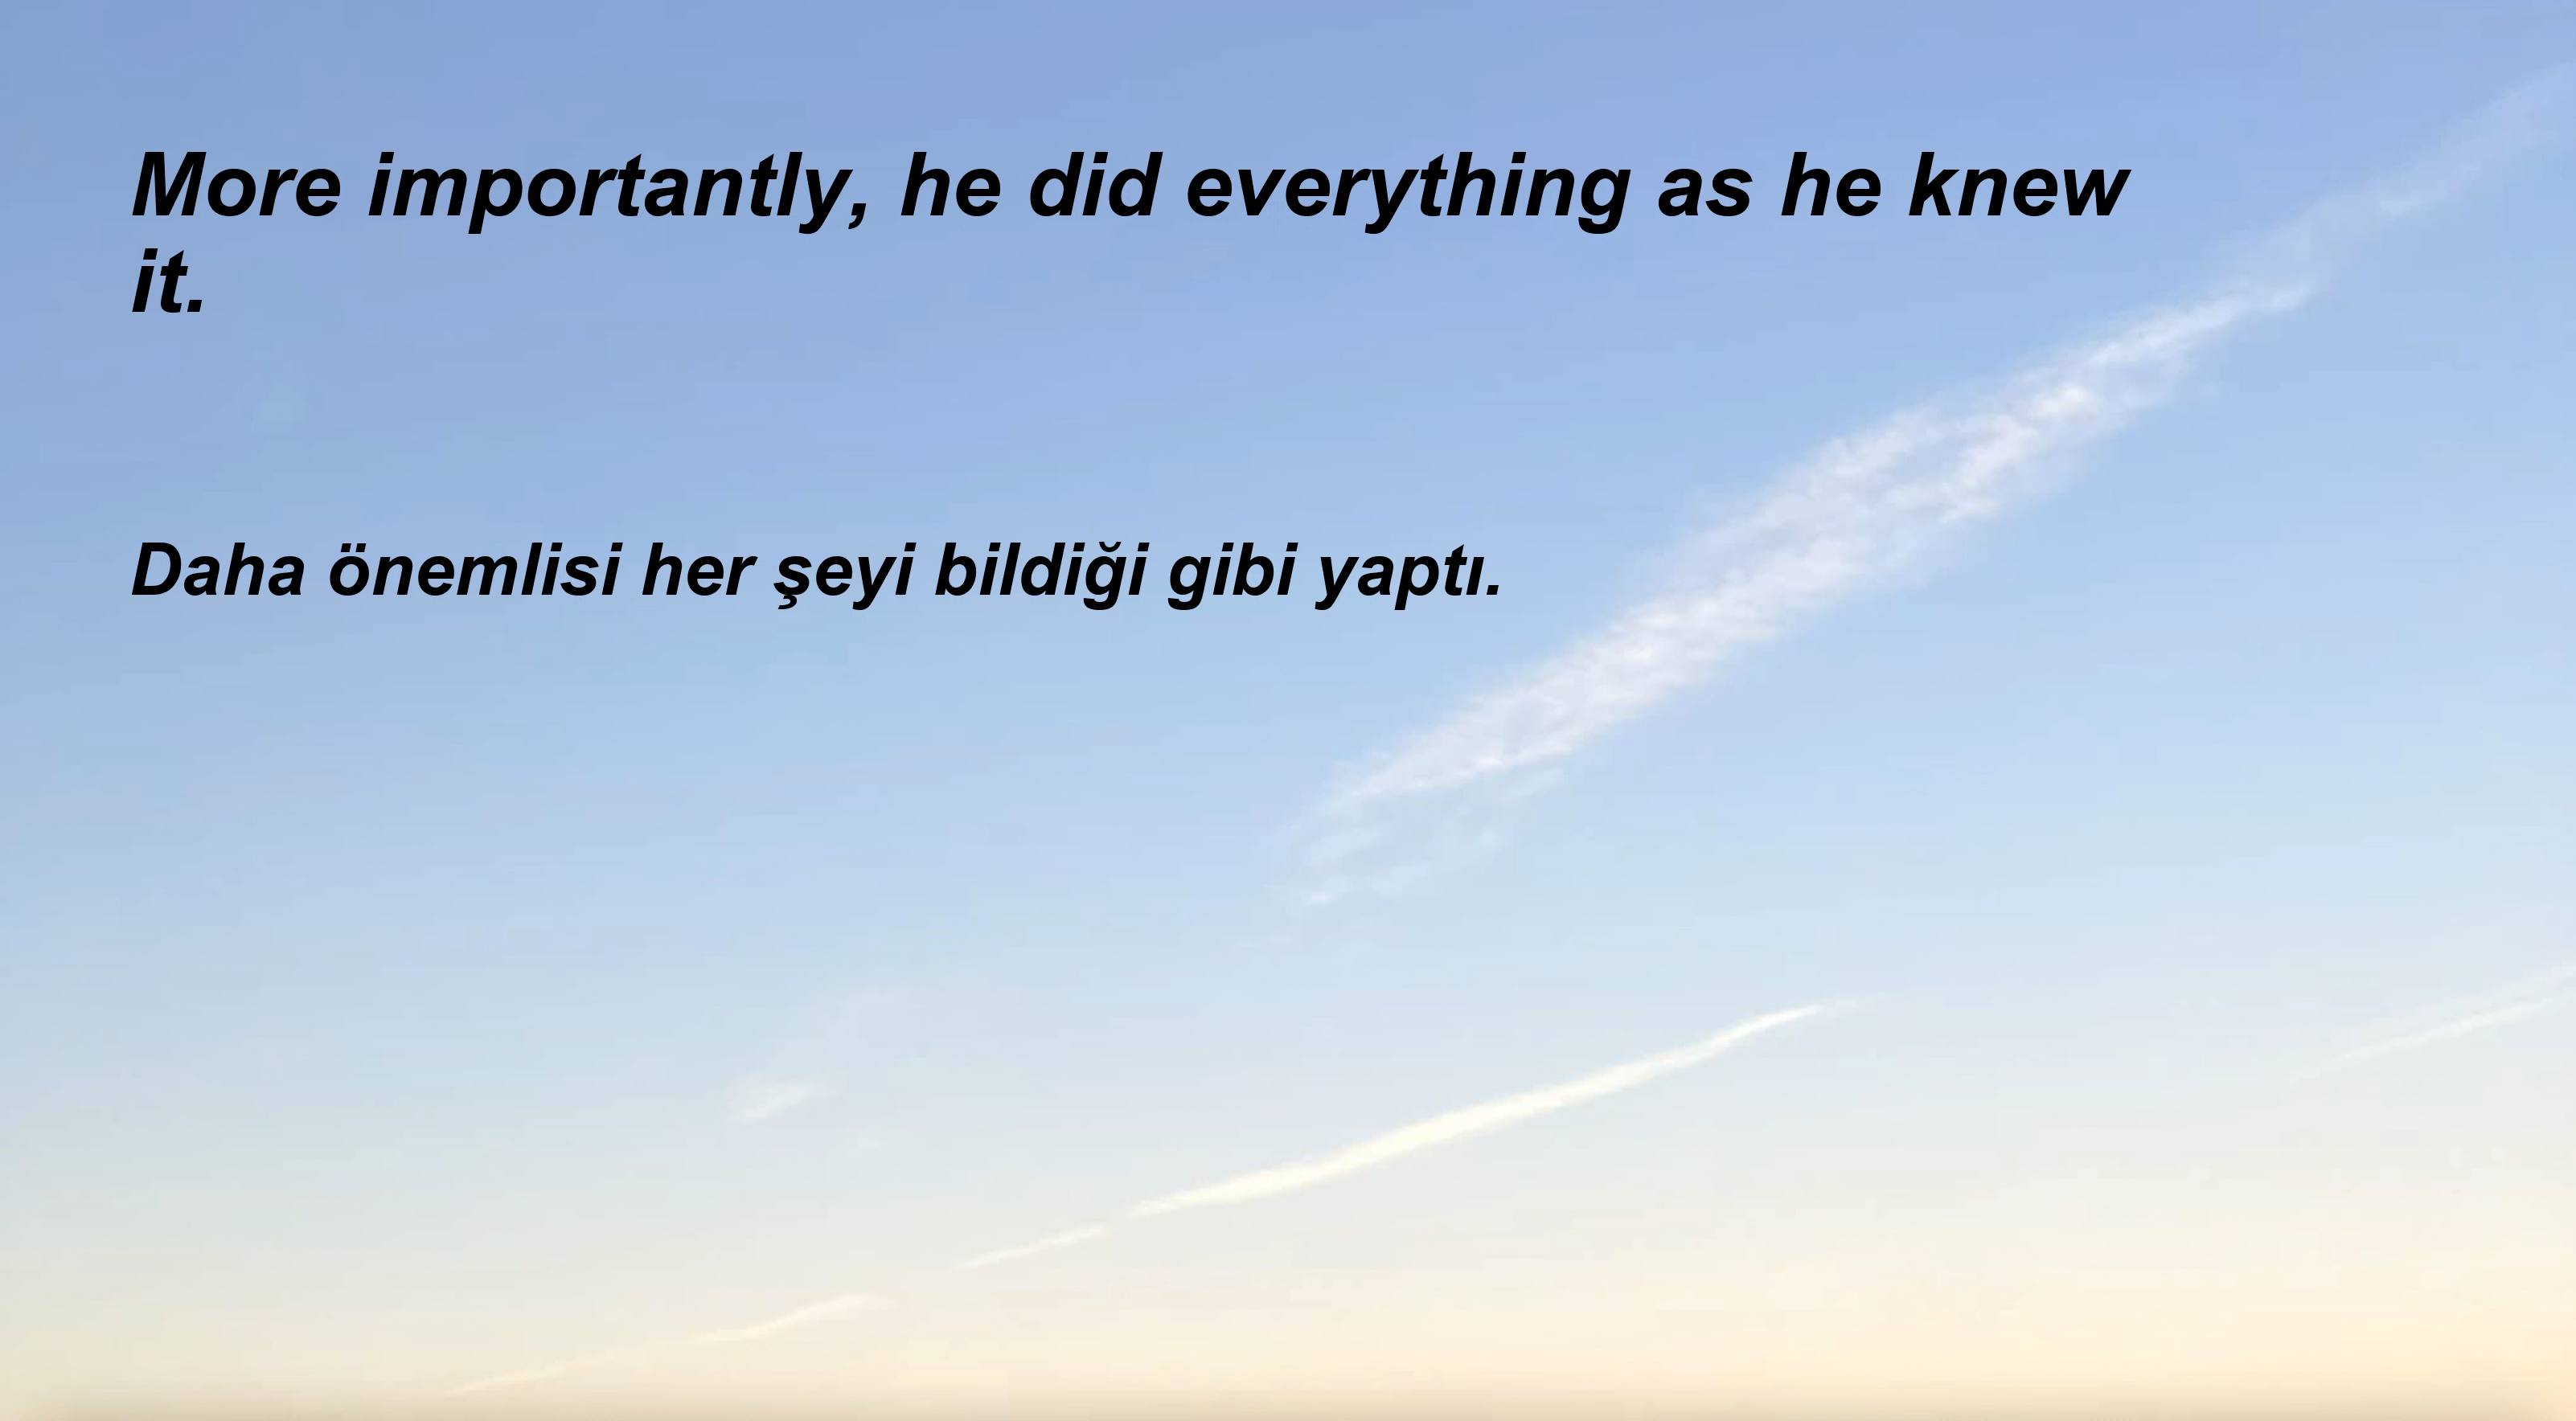 More importantly, he did everything as he knew
it.
Daha önemlisi her şeyi bildiği gibi yaptı.